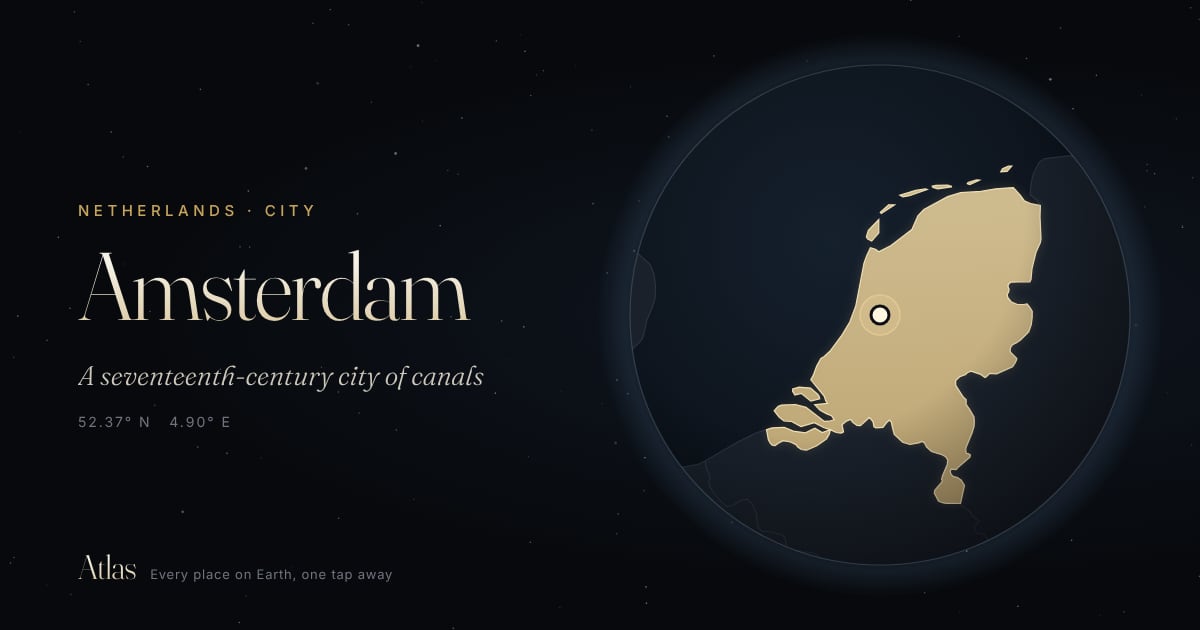 NETHERLANDS · CITY
Amsterdam
A seventeenth-century city of canals
52.37° N 4.90° E
Atlas Every place on Earth, one tap away